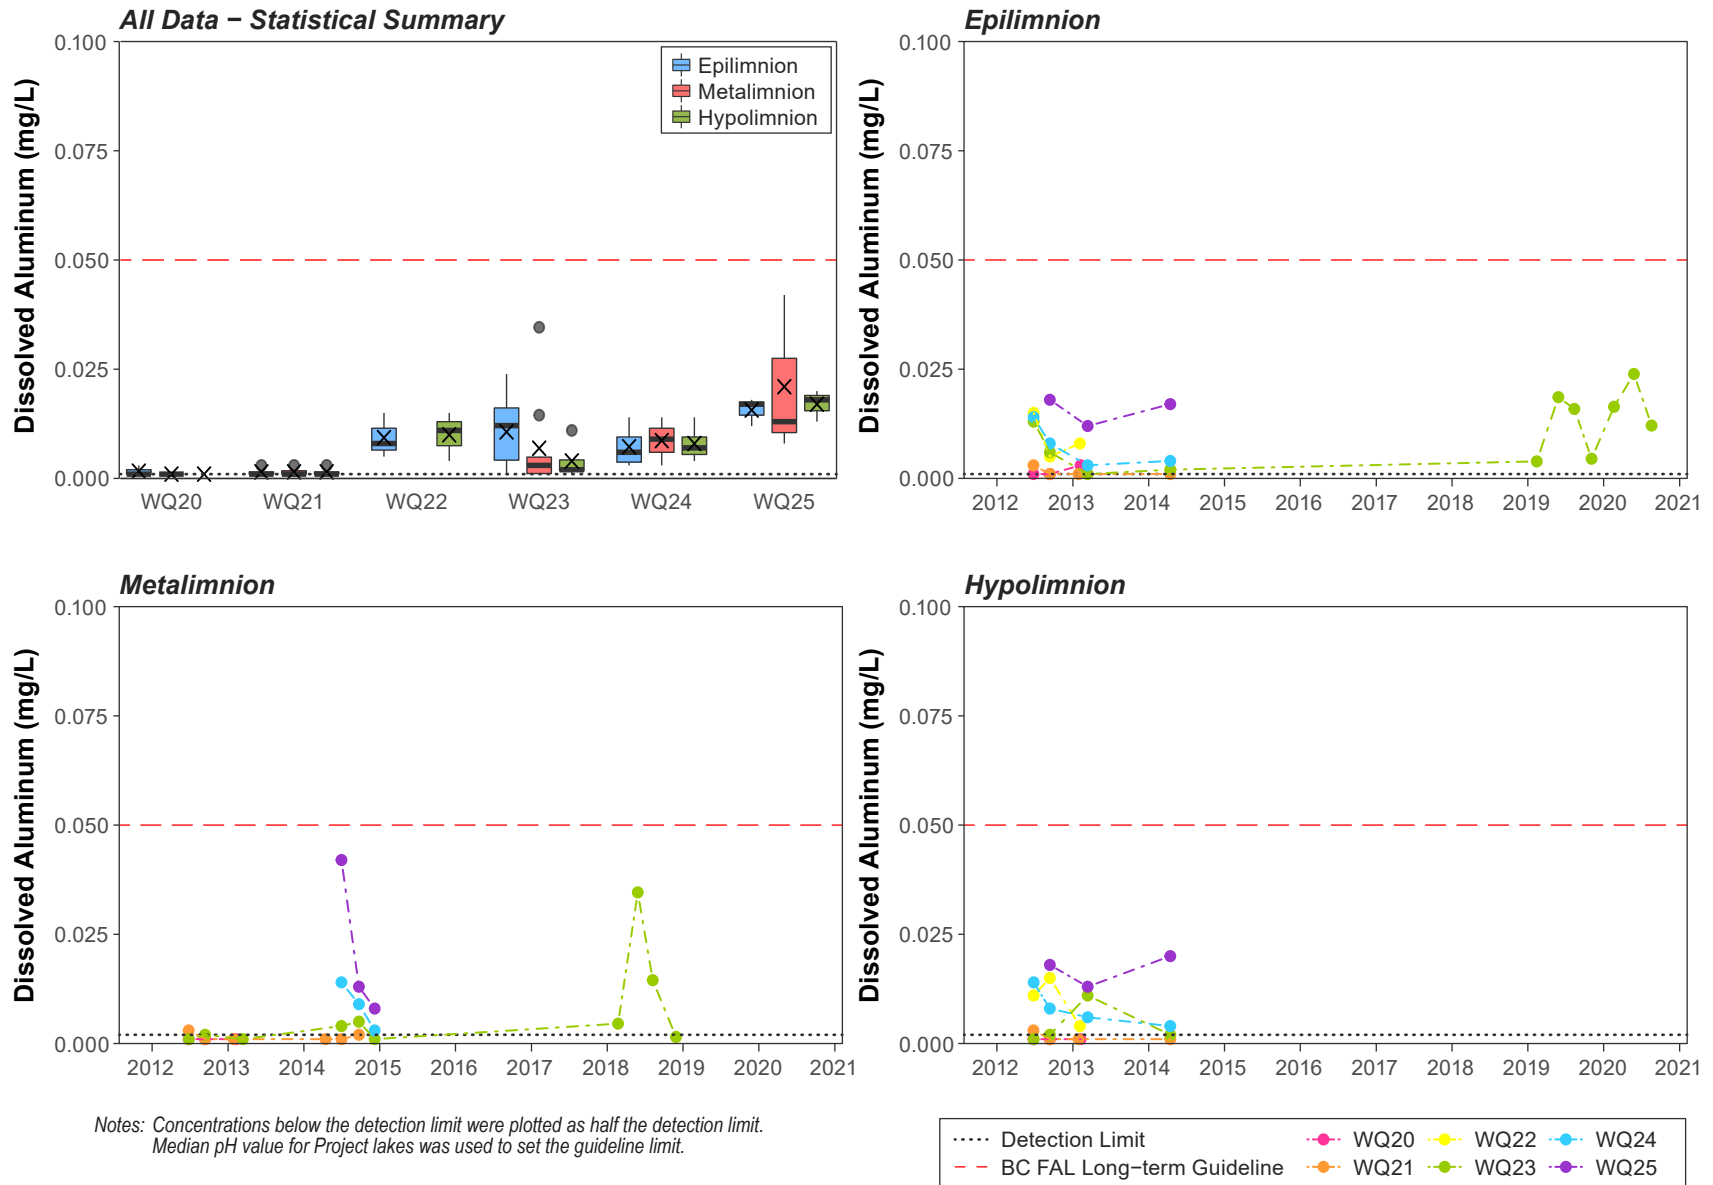 All Data − Statistical Summary
Dissolved Aluminum (mg/L)
0.100
0.075
0.050
0.025
0.000
Epilimnion
Metalimnion
Hypolimnion
WQ20 WQ21 WQ22 WQ23 WQ24 WQ25
Epilimnion
Dissolved Aluminum (mg/L)
0.100
0.075
0.050
0.025
0.000
2012 2013 2014 2015 2016 2017 2018 2019 2020 2021
Metalimnion
Dissolved Aluminum (mg/L)
0.100
0.075
0.050
0.025
0.000
2012 2013 2014 2015 2016 2017 2018 2019 2020 2021
Hypolimnion
Dissolved Aluminum (mg/L)
0.100
0.075
0.050
0.025
0.000
2012 2013 2014 2015 2016 2017 2018 2019 2020 2021
Notes: Concentrations below the detection limit were plotted as half the detection limit.
Median pH value for Project lakes was used to set the guideline limit.
Detection Limit WQ20 WQ22 WQ24
BC FAL Long−term Guideline WQ21 WQ23 WQ25